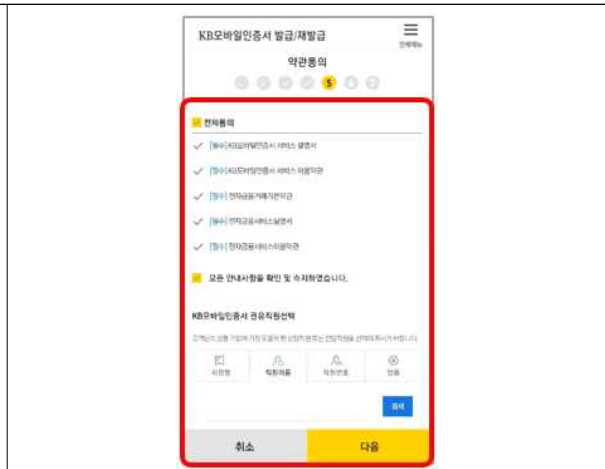 KB모바일인증서 발급/재발급
전체메뉴
약관동의
5
전체동의
[필수] KB모바일인증서 서비스 설명서
[필수] KB모바일인증서 서비스 이용약관
[필수] 전자금융거래기본약관
[필수] 전자금융서비스설명서
[필수] 전자금융서비스이용약관
모든 안내사항을 확인 및 숙지하였습니다.
KB모바일인증서 권유직원선택
지점명 직원이름 직원번호 없음
검색
취소 다음